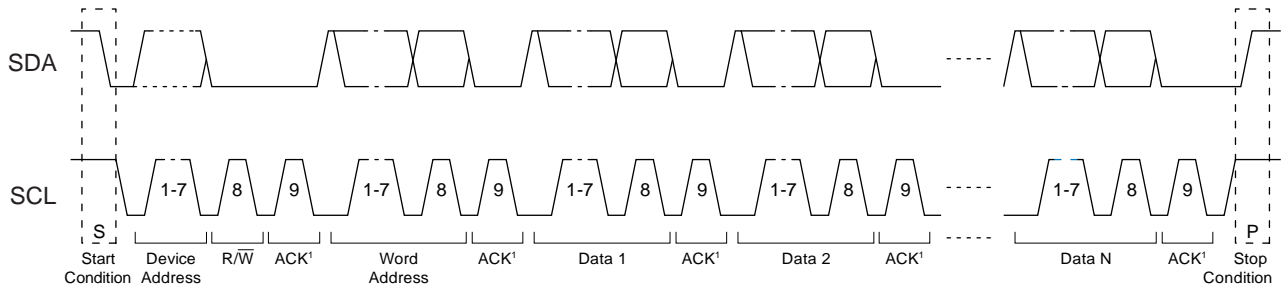 SDA
SCL
1-7 8 9 1-7 8 9 1-7 8 9 1-7 8 9 1-7 8 9
S P
Start Condition
Device Address
R/W̅
ACK¹
Word Address
ACK¹
Data 1
ACK¹
Data 2
ACK¹
Data N
ACK¹
Stop Condition